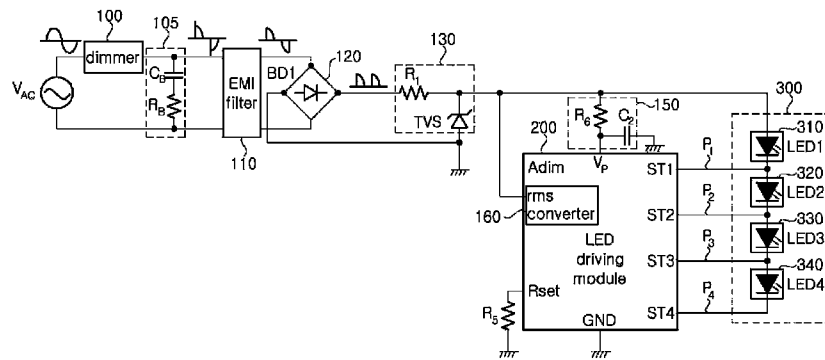 100
105
dimmer
V_AC
C_B
R_B
EMI
filter
110
BD1
120
130
R_1
TVS
150
R_6
C_2
V_P
200
Adim
rms
converter
160
LED
driving
module
Rset
R_5
GND
ST1
ST2
ST3
ST4
P_1
P_2
P_3
P_4
300
310
LED1
320
LED2
330
LED3
340
LED4